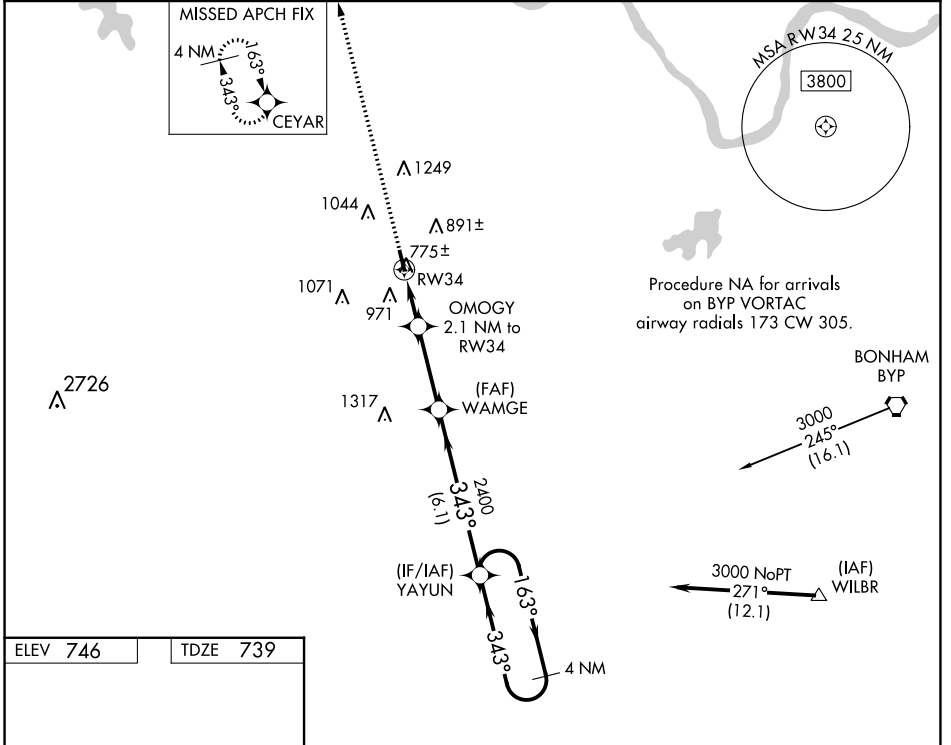 MISSED APCH FIX
4 NM
163°
343°
CEYAR
MSA RW34 25 NM
3800
1249
1044
891±
775±
RW34
1071
971
OMOGY
2.1 NM to
RW34
Procedure NA for arrivals
on BYP VORTAC
airway radials 173 CW 305.
BONHAM
BYP
3000
245°
(16.1)
2726
1317
(FAF)
WAMGE
2400
343°
(6.1)
(IF/IAF)
YAYUN
163°
343°
4 NM
3000 NoPT
271°
(12.1)
(IAF)
WILBR
ELEV 746
TDZE 739